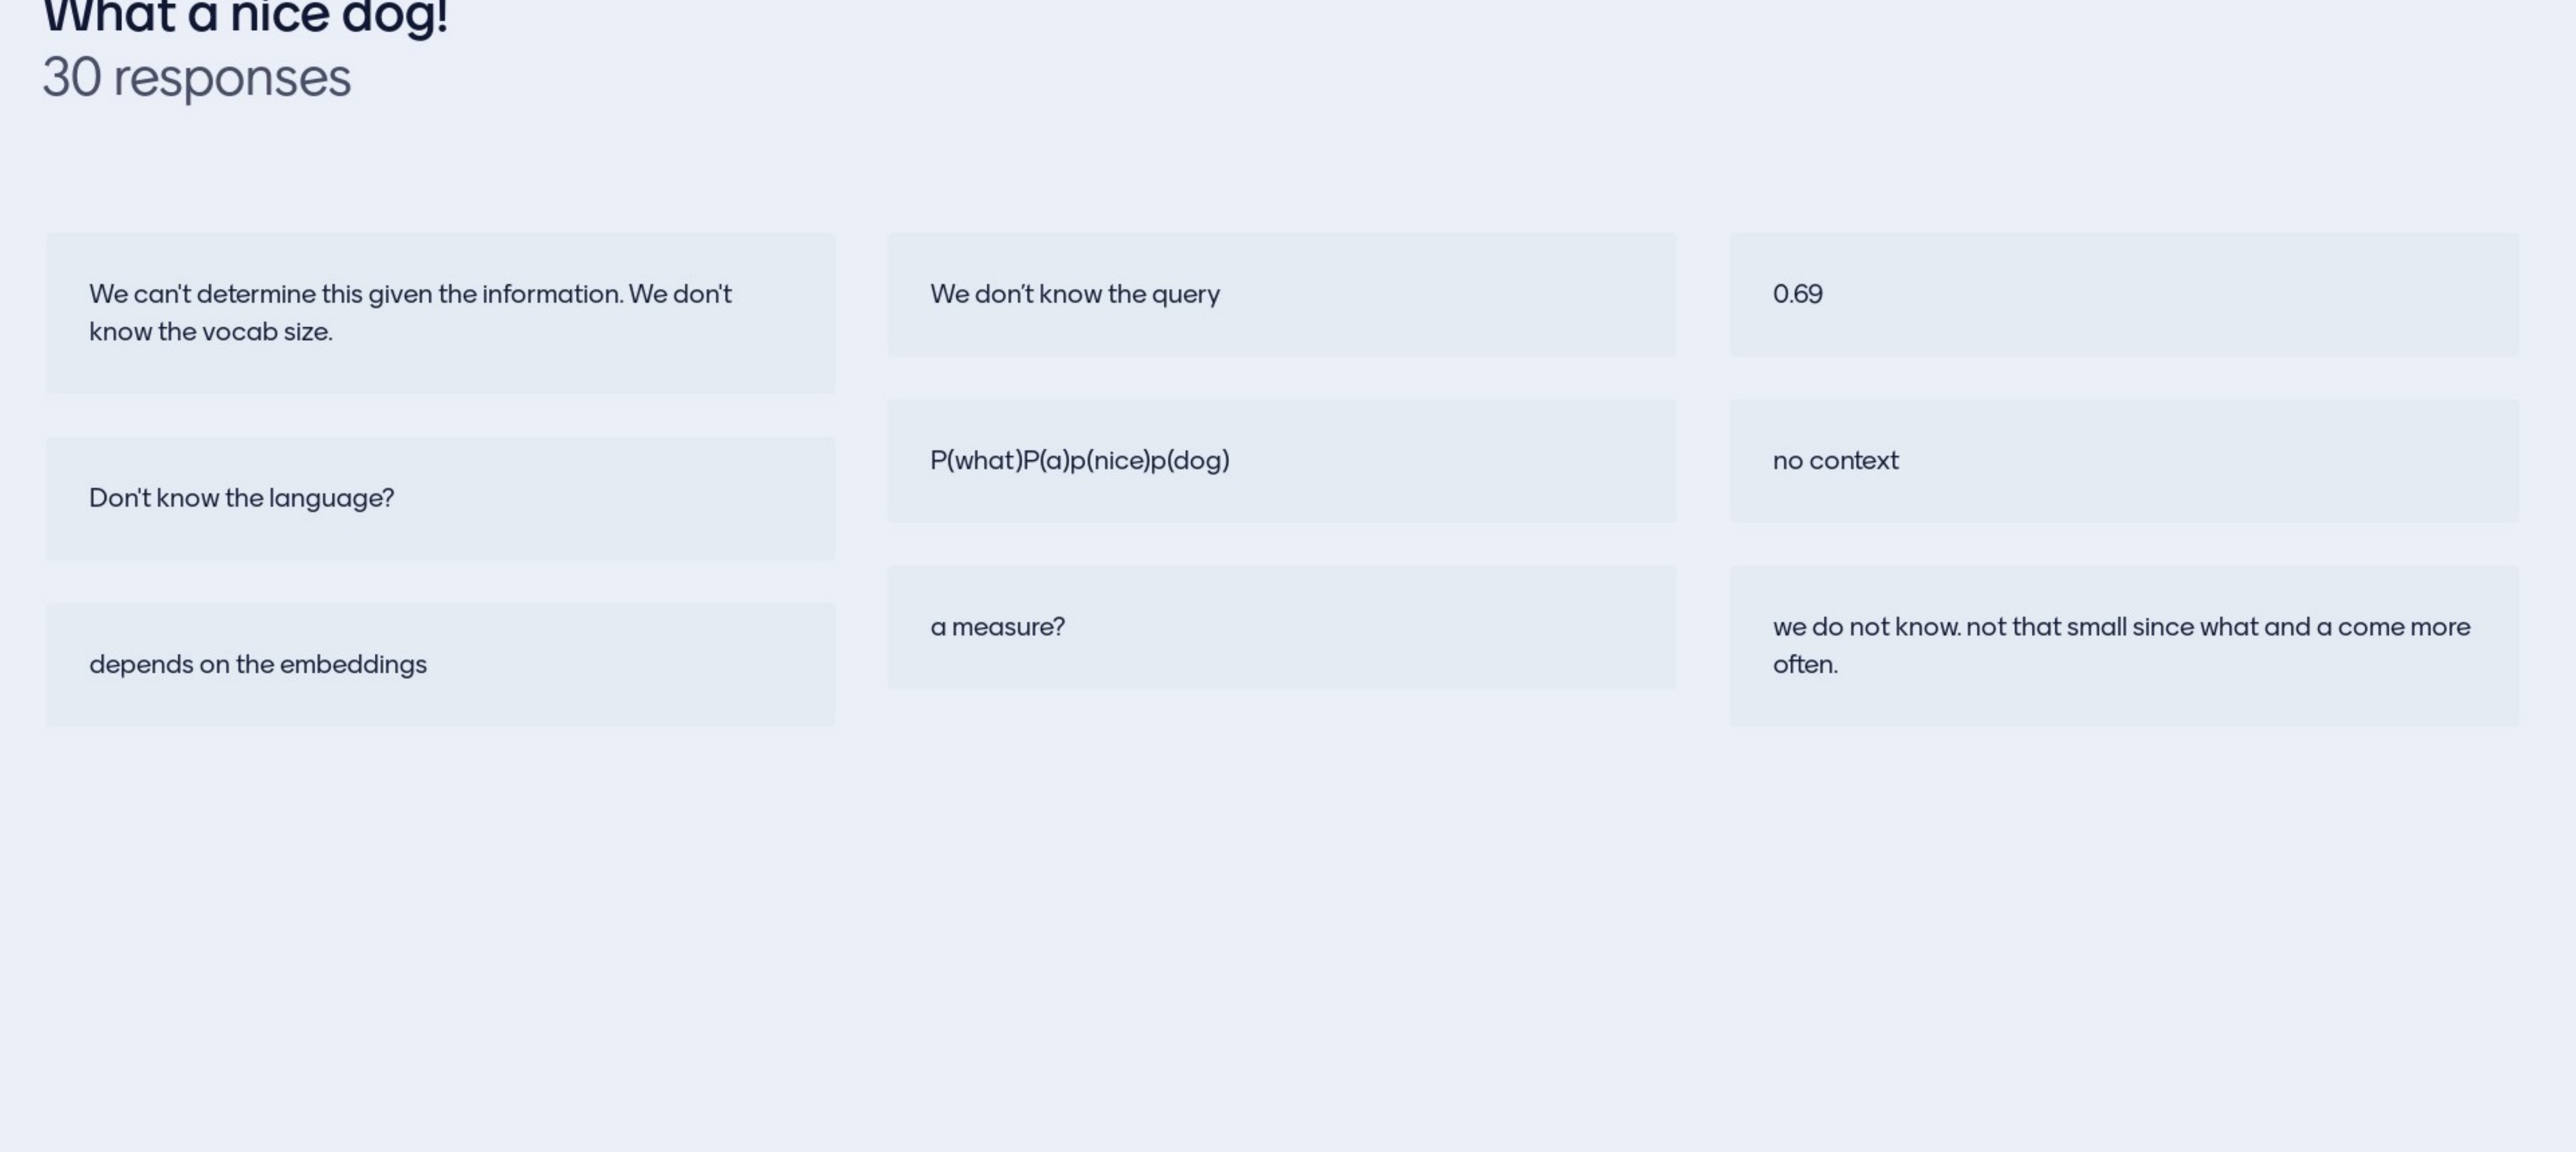 What a nice dog!
30 responses
We can't determine this given the information. We don't
know the vocab size.
Don't know the language?
depends on the embeddings
We don’t know the query
P(what)P(a)p(nice)p(dog)
a measure?
0.69
no context
we do not know. not that small since what and a come more
often.